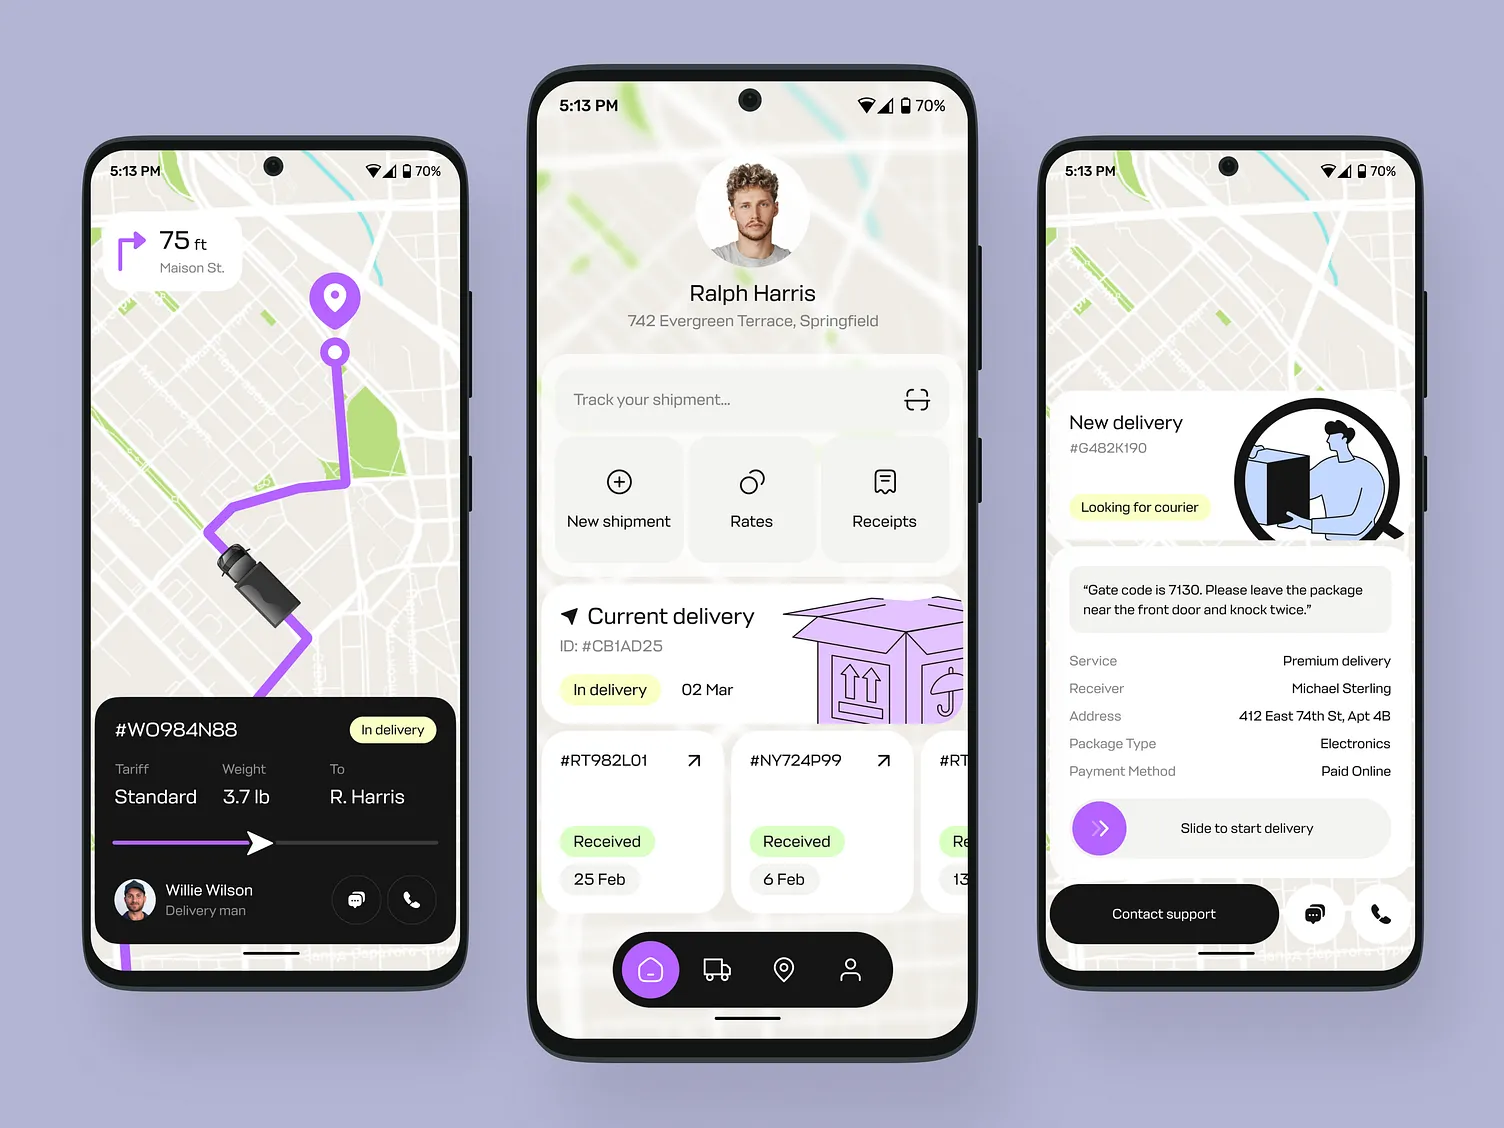 5:13 PM
70%
75 ft
Maison St.
#WO984N88
In delivery
Tariff
Weight
To
Standard
3.7 lb
R. Harris
Willie Wilson
Delivery man
5:13 PM
70%
Ralph Harris
742 Evergreen Terrace, Springfield
Track your shipment...
New shipment
Rates
Receipts
Current delivery
ID: #CB1AD25
In delivery
02 Mar
#RT982L01
#NY724P99
#RT
Received
Received
Re
25 Feb
6 Feb
13
5:13 PM
70%
New delivery
#G482K190
Looking for courier
“Gate code is 7130. Please leave the package
near the front door and knock twice.”
Service
Premium delivery
Receiver
Michael Sterling
Address
412 East 74th St, Apt 4B
Package Type
Electronics
Payment Method
Paid Online
Slide to start delivery
Contact support